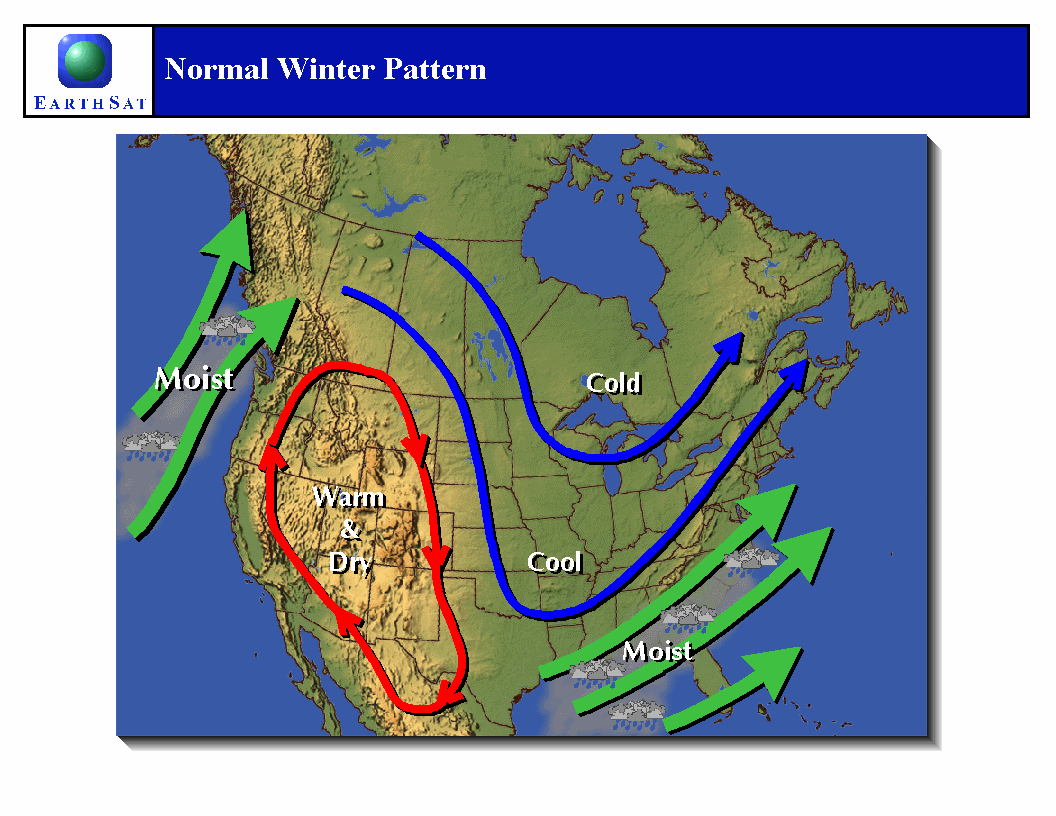 EARTHSAT
Normal Winter Pattern
Moist
Cold
Warm
&
Dry
Cool
Moist